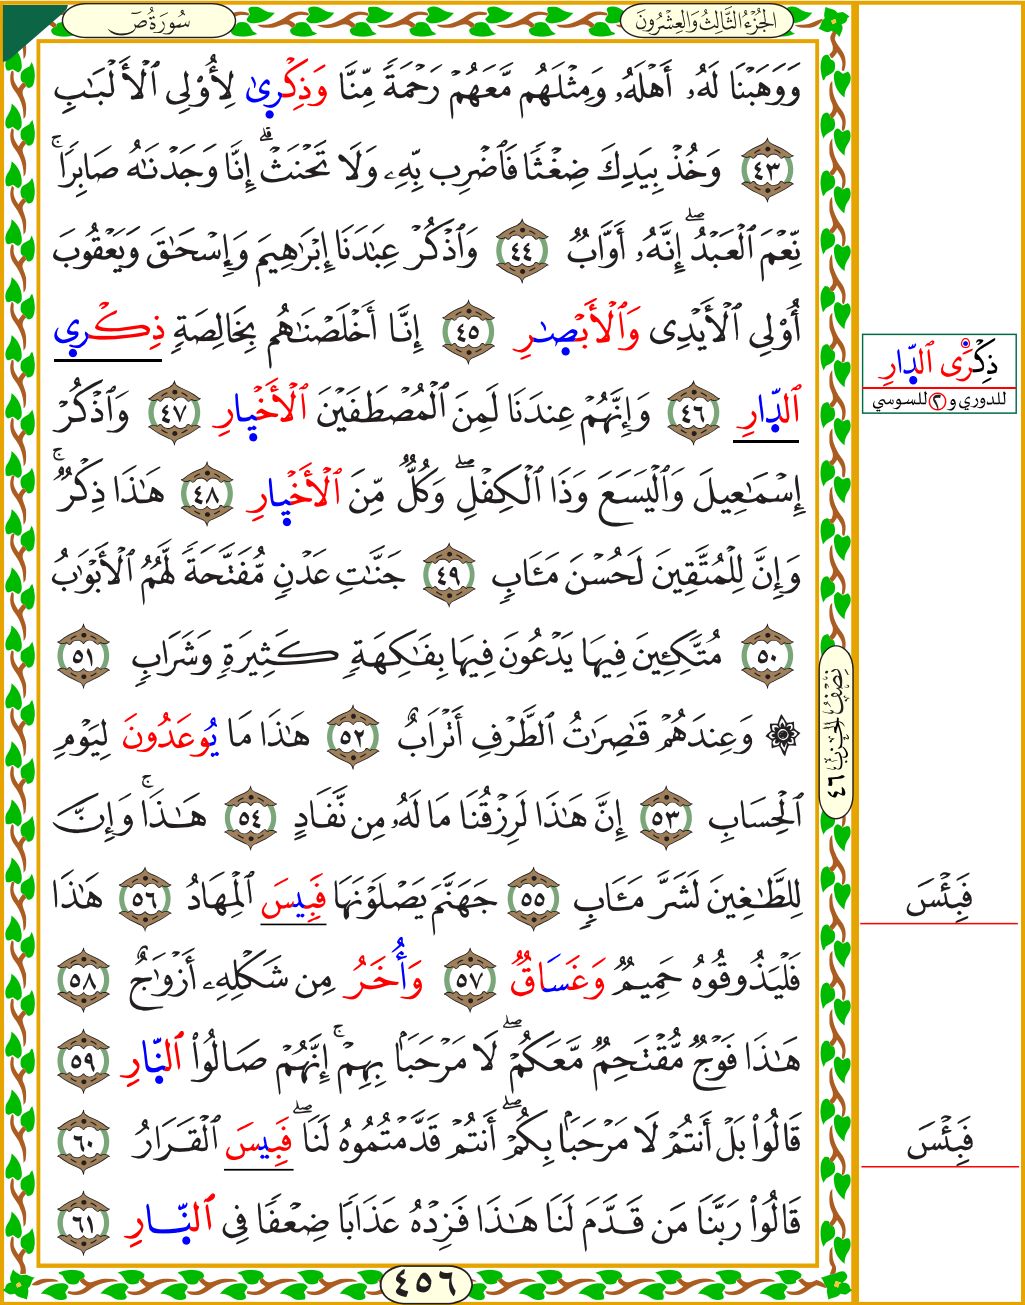 سُورَةُ صٓ
الجُزْءُ الثَّالِثُ وَالعِشْرُونَ
وَوَهَبْنَا لَهُۥ أَهْلَهُۥ وَمِثْلَهُم مَّعَهُمْ رَحْمَةً مِّنَّا وَذِكْرٜىٰ لِأُوْلِي ٱلْأَلْبَٰبِ
٤٣ وَخُذْ بِيَدِكَ ضِغْثًا فَٱضْرِب بِّهِۦ وَلَا تَحْنَثْ ۗ إِنَّا وَجَدْنَٰهُ صَابِرًا ۚ
نِّعْمَ ٱلْعَبْدُ ۖ إِنَّهُۥٓ أَوَّابٌ ٤٤ وَٱذْكُرْ عِبَٰدَنَا إِبْرَٰهِيمَ وَإِسْحَٰقَ وَيَعْقُوبَ
أُوْلِي ٱلْأَيْدِي وَٱلْأَبْصٰٜرِ ٤٥ إِنَّا أَخْلَصْنَٰهُم بِخَالِصَةٍ ذِكْرٜي
ٱلدّٜارِ ٤٦ وَإِنَّهُمْ عِندَنَا لَمِنَ ٱلْمُصْطَفَيْنَ ٱلْأَخْيٜارِ ٤٧ وَٱذْكُرْ
إِسْمَٰعِيلَ وَٱلْيَسَعَ وَذَا ٱلْكِفْلِ ۖ وَكُلٌّ مِّنَ ٱلْأَخْيٜارِ ٤٨ هَٰذَا ذِكْرٌ ۚ
وَإِنَّ لِلْمُتَّقِينَ لَحُسْنَ مَـَٔابٍ ٤٩ جَنَّٰتِ عَدْنٍ مُّفَتَّحَةً لَّهُمُ ٱلْأَبْوَٰبُ
٥٠ مُتَّكِـِٔينَ فِيهَا يَدْعُونَ فِيهَا بِفَٰكِهَةٍ كَثِيرَةٍ وَشَرَابٍ ٥١
۞ وَعِندَهُمْ قَٰصِرَٰتُ ٱلطَّرْفِ أَتْرَابٌ ٥٢ هَٰذَا مَا يُوعَدُونَ لِيَوْمِ
ٱلْحِسَابِ ٥٣ إِنَّ هَٰذَا لَرِزْقُنَا مَا لَهُۥ مِن نَّفَادٍ ٥٤ هَٰذَا ۚ وَإِنَّ
لِلطَّٰغِينَ لَشَرَّ مَـَٔابٍ ٥٥ جَهَنَّمَ يَصْلَوْنَهَا فَبِيسَ ٱلْمِهَادُ ٥٦ هَٰذَا
فَلْيَذُوقُوهُ حَمِيمٌ وَغَسَاقٌ ٥٧ وَأُخَرُ مِن شَكْلِهِۦ أَزْوَٰجٌ ٥٨
هَٰذَا فَوْجٌ مُّقْتَحِمٌ مَّعَكُمْ ۖ لَا مَرْحَبًۢا بِهِمْ ۚ إِنَّهُمْ صَالُواْ ٱلنّٜارِ ٥٩
قَالُواْ بَلْ أَنتُمْ لَا مَرْحَبًۢا بِكُمْ ۖ أَنتُمْ قَدَّمْتُمُوهُ لَنَا ۖ فَبِيسَ ٱلْقَرَارُ ٦٠
قَالُواْ رَبَّنَا مَن قَدَّمَ لَنَا هَٰذَا فَزِدْهُ عَذَابًا ضِعْفًا فِي ٱلنّٜارِ ٦١
٤٥٦
نِصْفُ الحِزْبِ ٤٦
ذِكْرَى ٱلدّٜارِ
للدوري و ٢ للسوسي
فَبِئْسَ
فَبِئْسَ